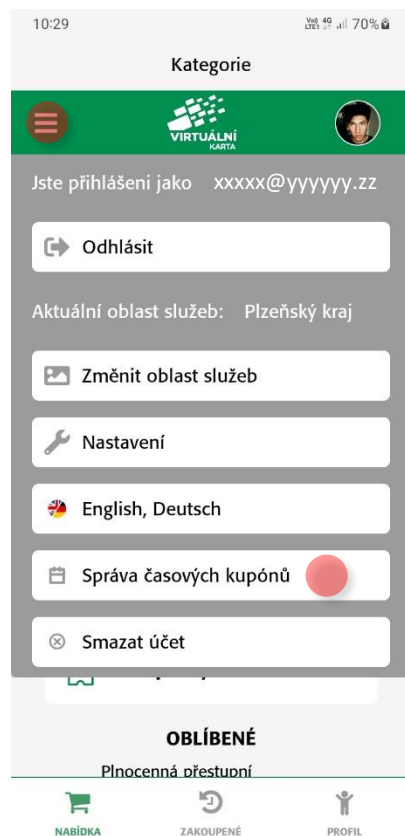 10:29
Vo)) 4G LTE1 70%
Kategorie
VIRTUÁLNÍ
KARTA
Jste přihlášeni jako xxxxx@yyyyyy.zz
Odhlásit
Aktuální oblast služeb: Plzeňský kraj
Změnit oblast služeb
Nastavení
English, Deutsch
Správa časových kupónů
Smazat účet
OBLÍBENÉ
Plnocenná přestupní
NABÍDKA ZAKOUPENÉ PROFIL